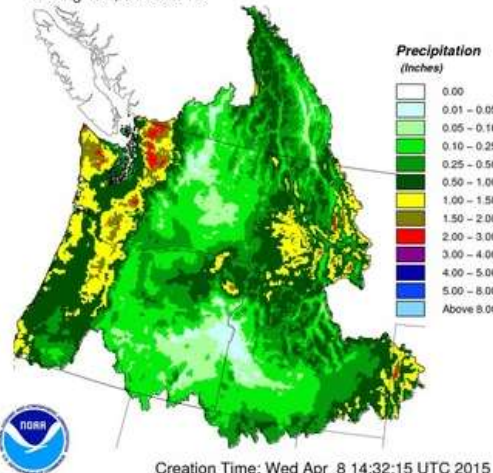 Precipitation
(Inches)
0.00
0.01 - 0.05
0.05 - 0.10
0.10 - 0.25
0.25 - 0.50
0.50 - 1.00
1.00 - 1.50
1.50 - 2.00
2.00 - 3.00
3.00 - 4.00
4.00 - 5.00
5.00 - 8.00
Above 8.00
NOAA
Creation Time: Wed Apr 8 14:32:15 UTC 2015